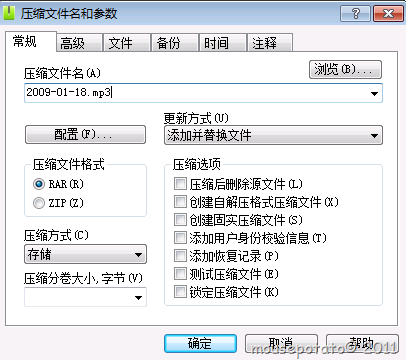 压缩文件名和参数
常规 高级 文件 备份 时间 注释
压缩文件名(A)
浏览(B)...
2009-01-18.mp3
更新方式(U)
配置(F)...
添加并替换文件
压缩文件格式
RAR(R)
ZIP(Z)
压缩方式(C)
存储
压缩分卷大小,字节(V)
压缩选项
压缩后删除源文件(L)
创建自解压格式压缩文件(X)
创建固实压缩文件(S)
添加用户身份校验信息(T)
添加恢复记录(P)
测试压缩文件(E)
锁定压缩文件(K)
确定 取消 帮助
mousepotato© 2011